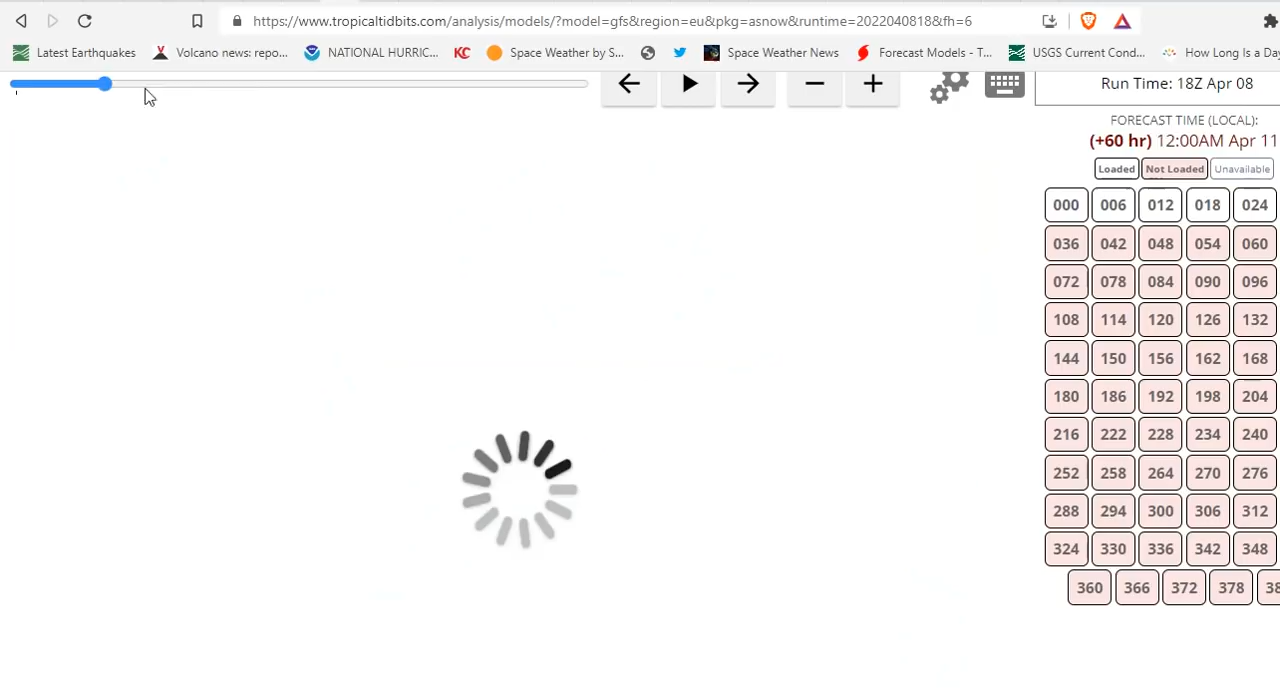 https://www.tropicaltidbits.com/analysis/models/?model=gfs&region=eu&pkg=asnow&runtime=2022040818&fh=6
Latest Earthquakes Volcano news: repo... NATIONAL HURRIC... KC Space Weather by S... Space Weather News Forecast Models - T... USGS Current Cond... How Long Is a Da
Run Time: 18Z Apr 08
FORECAST TIME (LOCAL):
(+60 hr) 12:00AM Apr 11
Loaded Not Loaded Unavailable
000 006 012 018 024
036 042 048 054 060
072 078 084 090 096
108 114 120 126 132
144 150 156 162 168
180 186 192 198 204
216 222 228 234 240
252 258 264 270 276
288 294 300 306 312
324 330 336 342 348
360 366 372 378 38